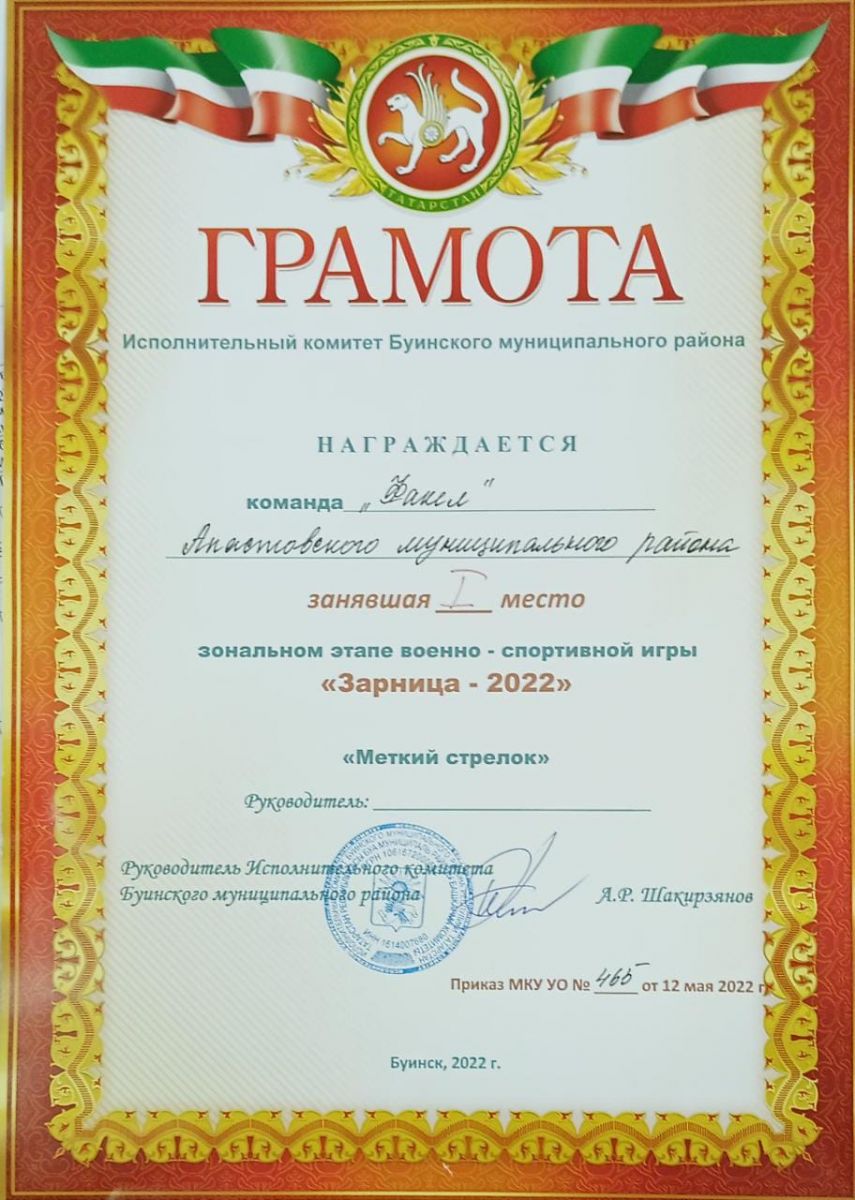 ТАТАРСТАН
ГРАМОТА
Исполнительный комитет Буинского муниципального района
НАГРАЖДАЕТСЯ
команда „Факел"
Апастовского муниципального района
занявшая I место
зональном этапе военно - спортивной игры
«Зарница - 2022»
«Меткий стрелок»
Руководитель:
Руководитель Исполнительного комитета
Буинского муниципального района
А.Р. Шакирзянов
Приказ МКУ УО № 465 от 12 мая 2022 г.
Буинск, 2022 г.